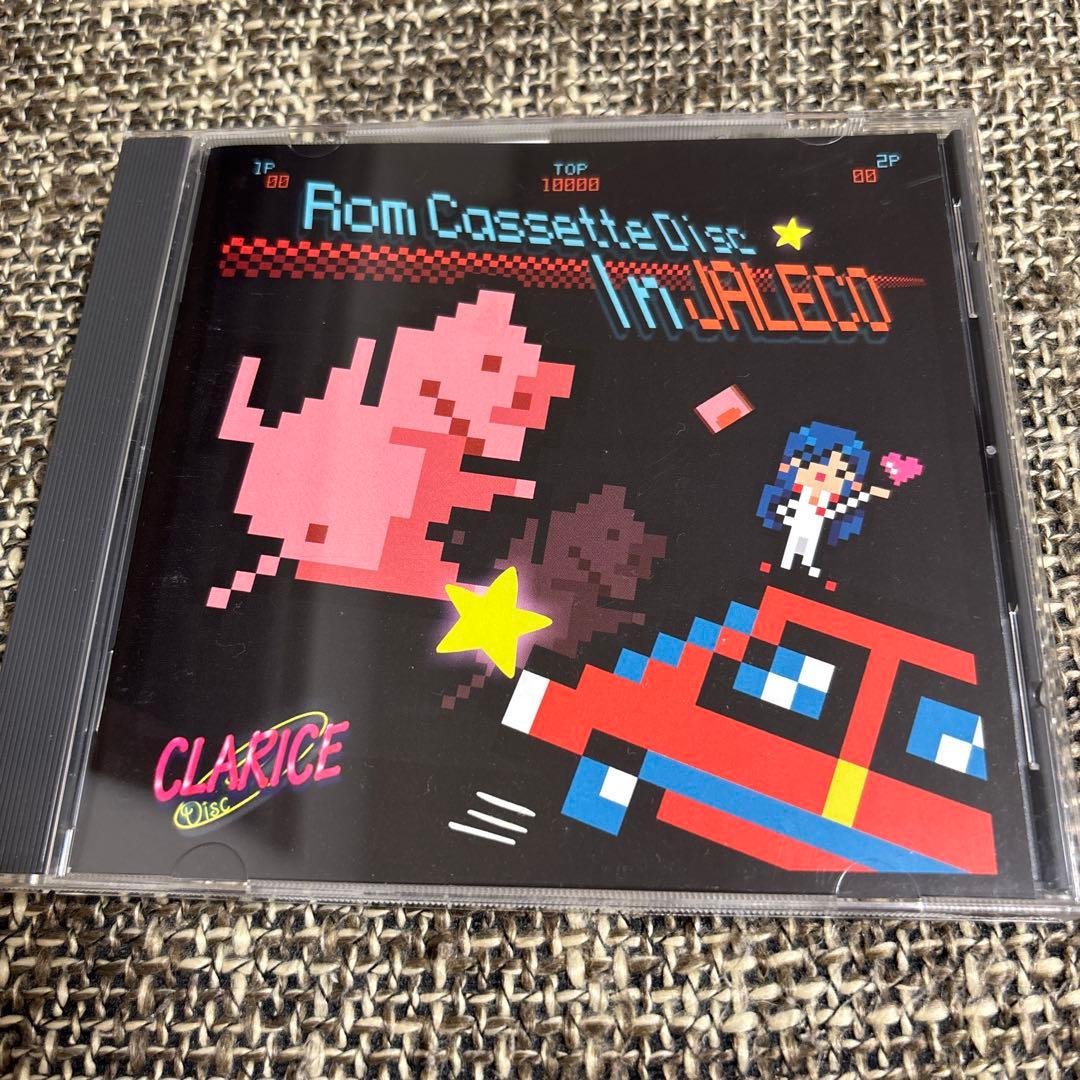 1P TOP 2P
00 10000 00
Rom Cassette Disc
In JALECO
CLARICE
Disc